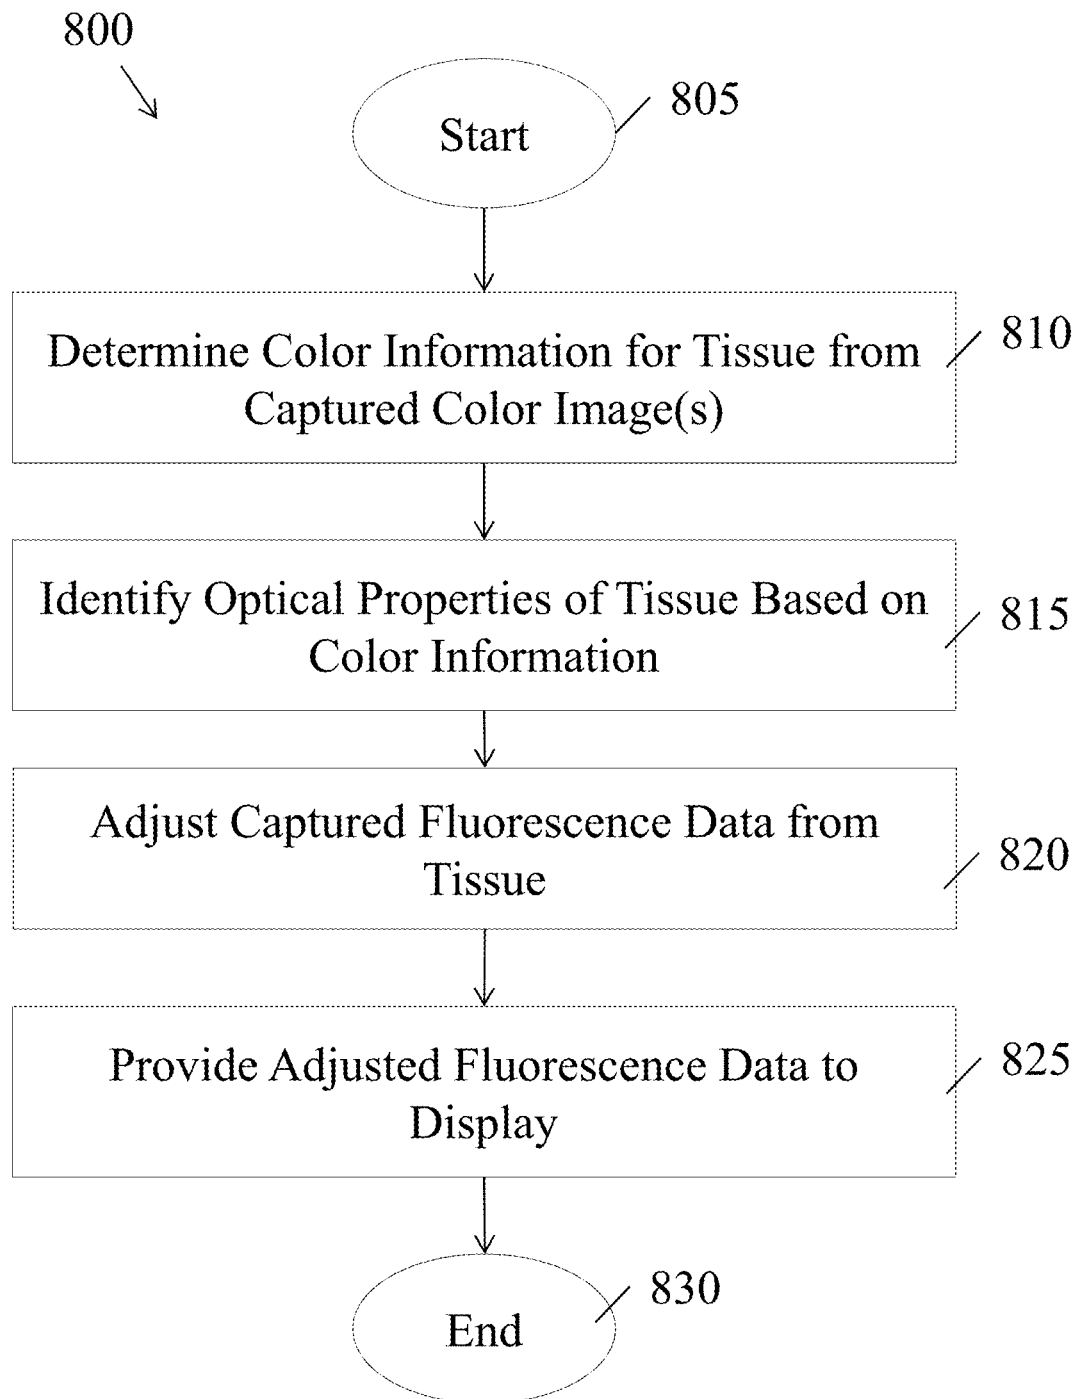 800
Start
805
Determine Color Information for Tissue from
Captured Color Image(s)
810
Identify Optical Properties of Tissue Based on
Color Information
815
Adjust Captured Fluorescence Data from
Tissue
820
Provide Adjusted Fluorescence Data to
Display
825
End
830